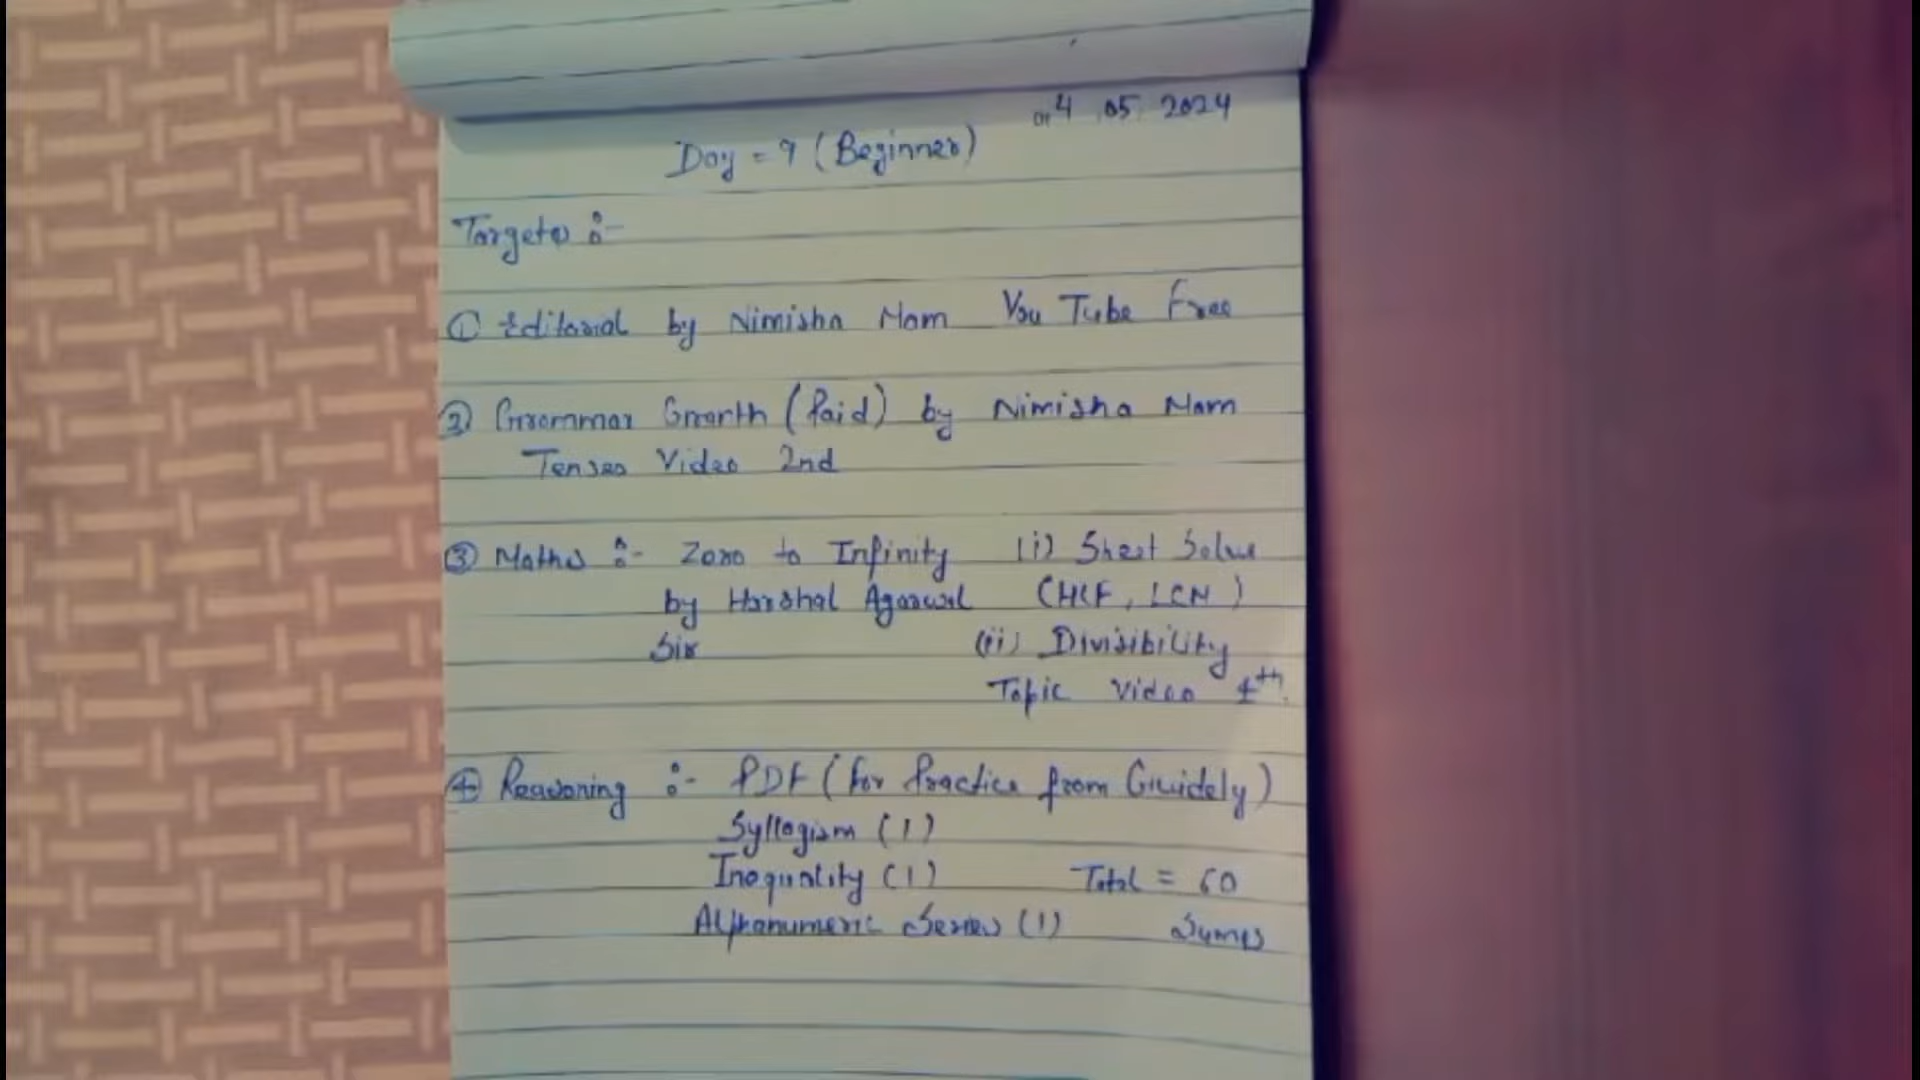 04.05.2024
Day = 9 (Beginner)
Targets :-
① Editorial by Nimisha Mam You Tube Free
② Grammar Garnth (Paid) by Nimisha Mam
Tenses Video 2nd
③ Maths :- Zero to Infinity (i) Sheet Solve
by Harshal Agarwal (HCF, LCM)
Sir (ii) Divisibility
Topic Video 4th.
④ Reasoning :- PDF (For Practice from Guidely)
Syllogism (1)
Inequality (1) Total = 60
Alphanumeric Series (1) Sums